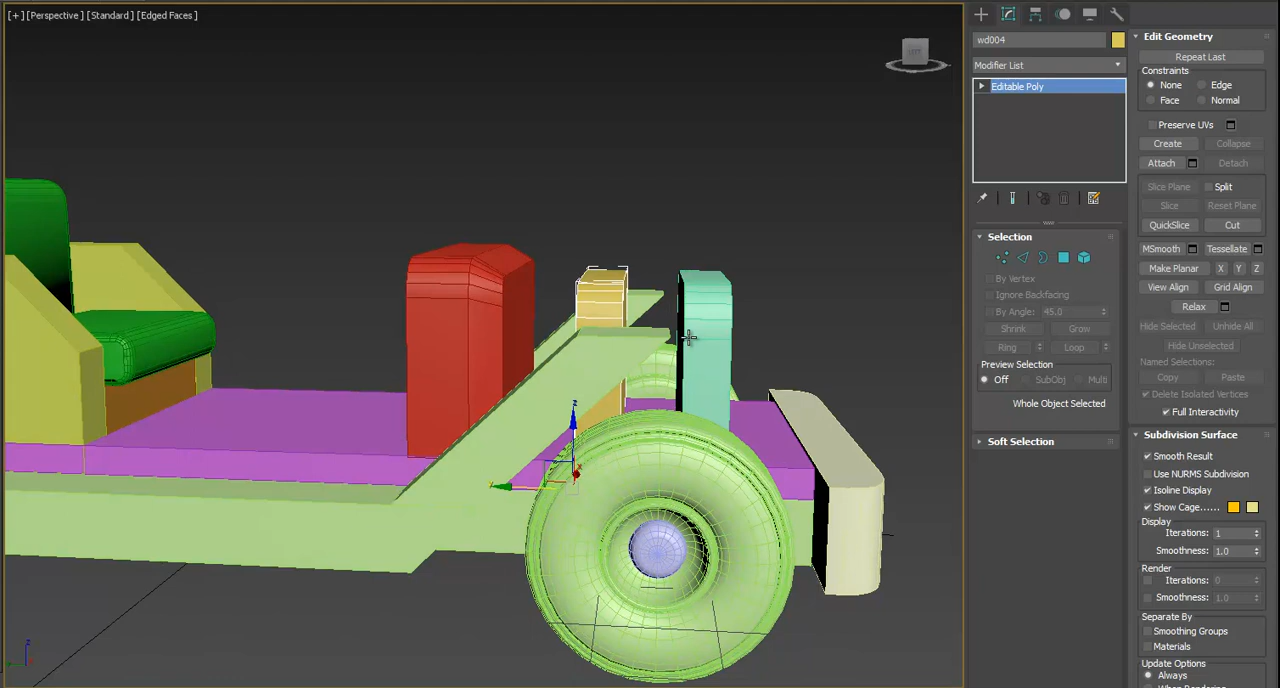 [+] [Perspective] [Standard] [Edged Faces]
LEFT
z
x
y
z
wd004
Modifier List
Editable Poly
Selection
By Vertex
Ignore Backfacing
By Angle: 45.0
Shrink Grow
Ring Loop
Preview Selection
Off SubObj Multi
Whole Object Selected
Soft Selection
Edit Geometry
Repeat Last
Constraints
None Edge
Face Normal
Preserve UVs
Create Collapse
Attach Detach
Slice Plane Split
Slice Reset Plane
QuickSlice Cut
MSmooth Tessellate
Make Planar X Y Z
View Align Grid Align
Relax
Hide Selected Unhide All
Hide Unselected
Named Selections:
Copy Paste
Delete Isolated Vertices
Full Interactivity
Subdivision Surface
Smooth Result
Use NURMS Subdivision
Isoline Display
Show Cage......
Display
Iterations: 1
Smoothness: 1.0
Render
Iterations: 0
Smoothness: 1.0
Separate By
Smoothing Groups
Materials
Update Options
Always
When Rendering